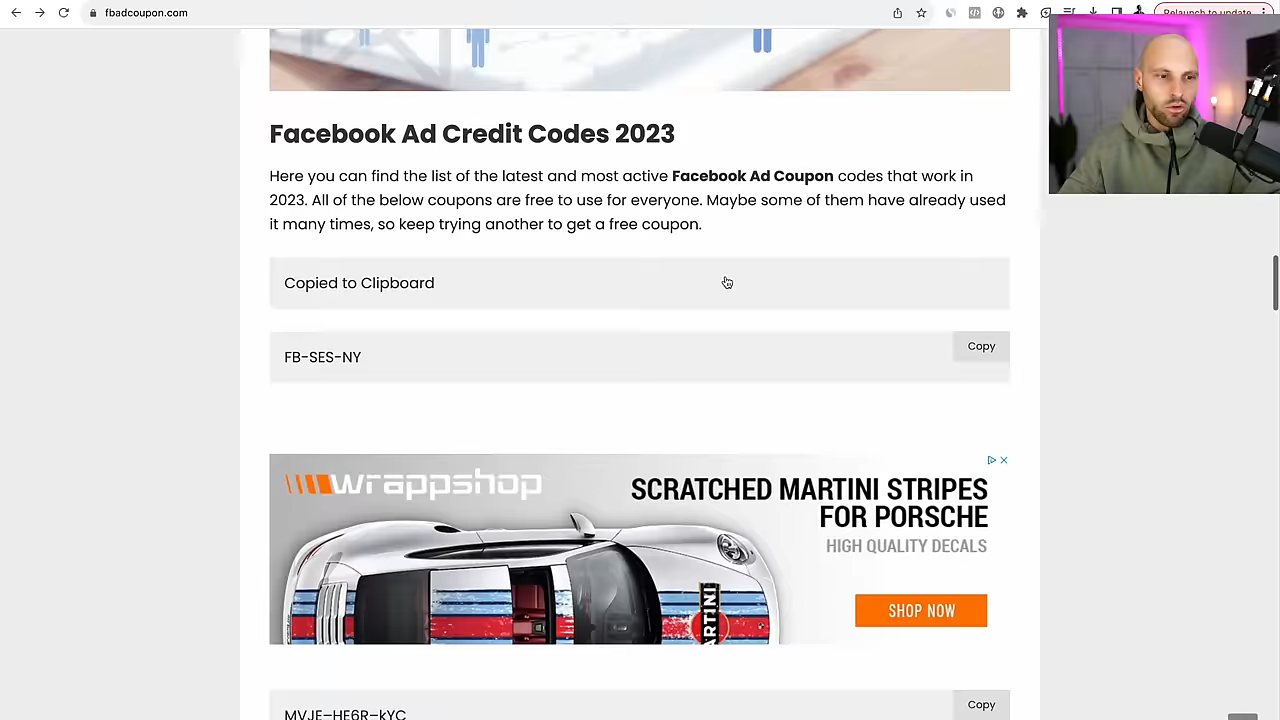 fbadcoupon.com
Relaunch to update
Facebook Ad Credit Codes 2023
Here you can find the list of the latest and most active Facebook Ad Coupon codes that work in
2023. All of the below coupons are free to use for everyone. Maybe some of them have already used
it many times, so keep trying another to get a free coupon.
Copied to Clipboard
FB-SES-NY
Copy
wrappshop
SCRATCHED MARTINI STRIPES
FOR PORSCHE
HIGH QUALITY DECALS
SHOP NOW
MARTINI
MVJE–HE6R–kYC
Copy